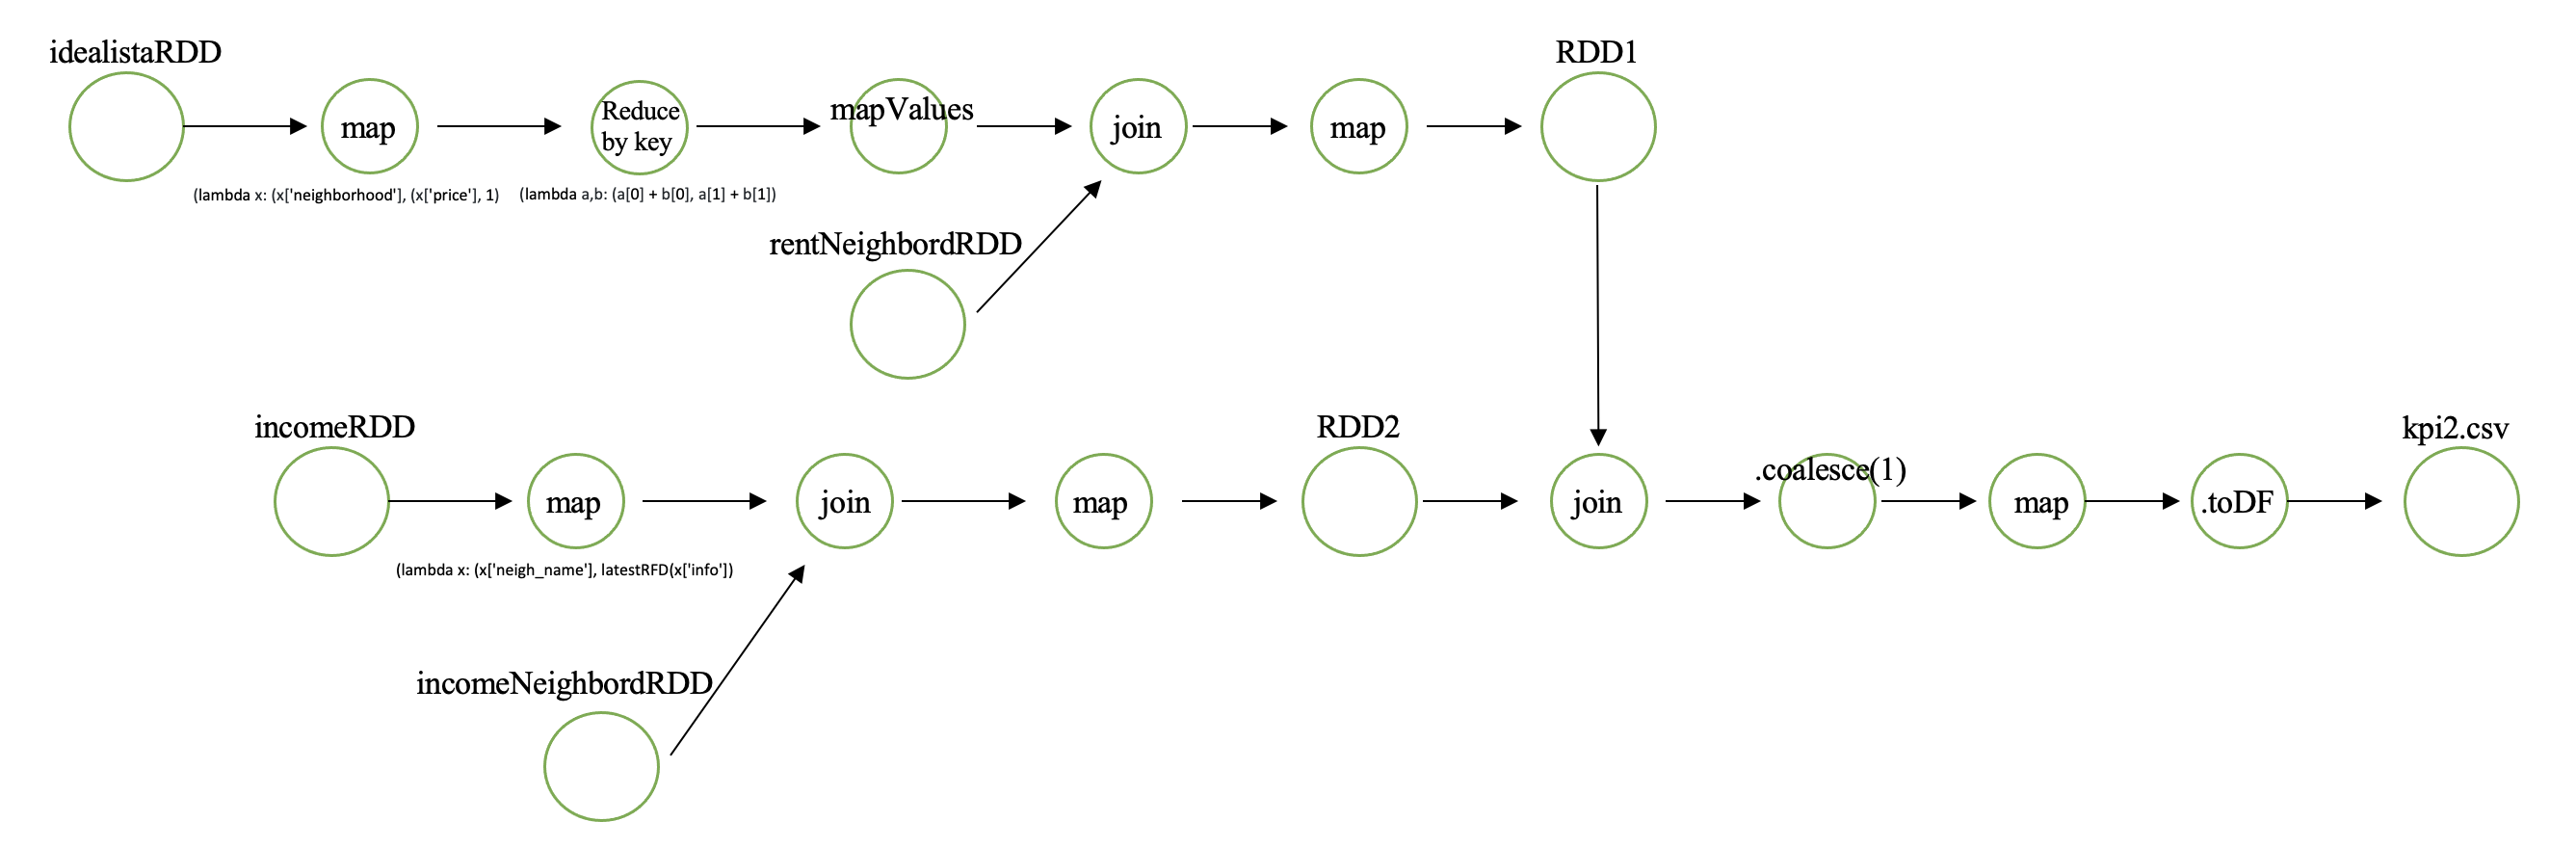 idealistaRDD
RDD1
map
Reduce
by key
mapValues
join
map
(lambda x: (x['neighborhood'], (x['price'], 1)
(lambda a,b: (a[0] + b[0], a[1] + b[1])
rentNeighbordRDD
incomeRDD
RDD2
kpi2.csv
map
join
map
join
.coalesce(1)
map
.toDF
(lambda x: (x['neigh_name'], latestRFD(x['info'])
incomeNeighbordRDD